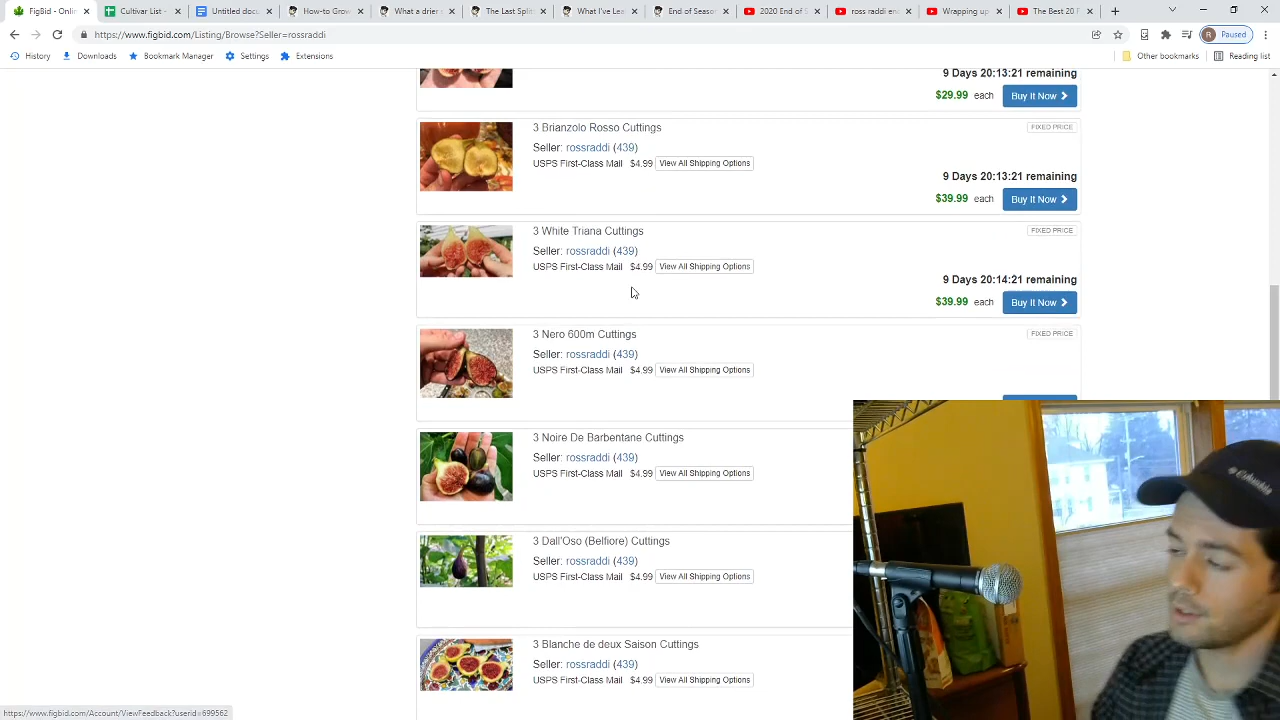 FigBid - Onlin
Cultivar List -
Untitled docu
How-to Grow
What a drier
The Last Split
What I've Lea
End of Season
2020 End of S
ross raddi en
Wrapping up
The Best 20 F
https://www.figbid.com/Listing/Browse?Seller=rossraddi
R Paused
History Downloads Bookmark Manager Settings Extensions Other bookmarks Reading list
9 Days 20:13:21 remaining
$29.99 each Buy It Now
3 Brianzolo Rosso Cuttings FIXED PRICE
Seller: rossraddi (439)
USPS First-Class Mail $4.99 View All Shipping Options
9 Days 20:13:21 remaining
$39.99 each Buy It Now
3 White Triana Cuttings FIXED PRICE
Seller: rossraddi (439)
USPS First-Class Mail $4.99 View All Shipping Options
9 Days 20:14:21 remaining
$39.99 each Buy It Now
3 Nero 600m Cuttings FIXED PRICE
Seller: rossraddi (439)
USPS First-Class Mail $4.99 View All Shipping Options
3 Noire De Barbentane Cuttings
Seller: rossraddi (439)
USPS First-Class Mail $4.99 View All Shipping Options
3 Dall'Oso (Belfiore) Cuttings
Seller: rossraddi (439)
USPS First-Class Mail $4.99 View All Shipping Options
3 Blanche de deux Saison Cuttings
Seller: rossraddi (439)
USPS First-Class Mail $4.99 View All Shipping Options
Columbia
https://www.figbid.com/Account/ViewFeedback?userid=699562